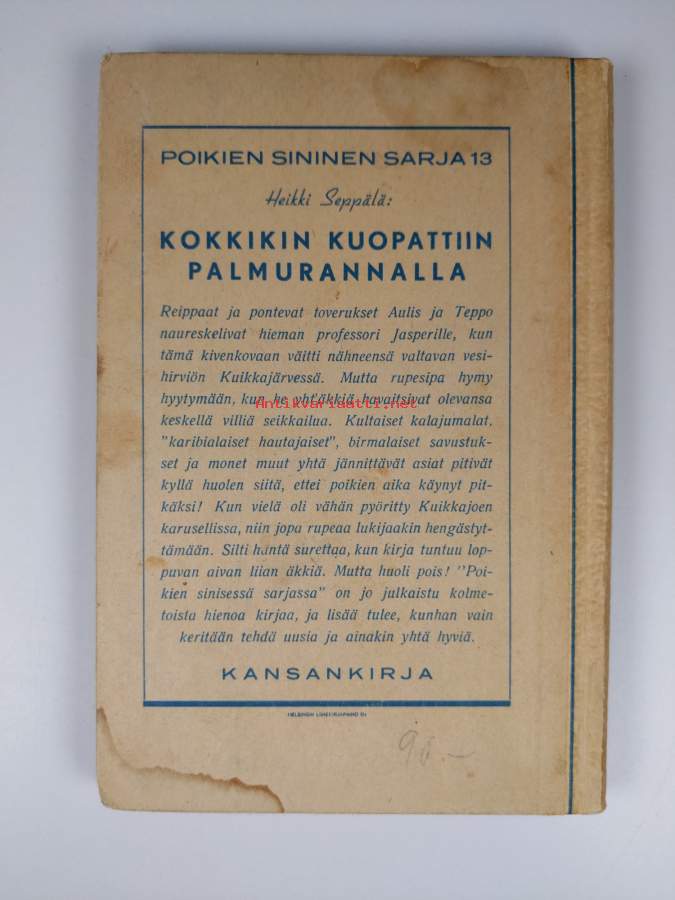 POIKIEN SININEN SARJA 13
Heikki Seppälä:
KOKKIKIN KUOPATTIIN
PALMURANNALLA
Reippaat ja pontevat toverukset Aulis ja Teppo
naureskelivat hieman professori Jasperille, kun
tämä kivenkovaan väitti nähneensä valtavan vesi-
hirviön Kuikkajärvessä. Mutta rupesipa hymy
hyytymään, kun he yht'äkkiä havaitsivat olevansa
Antikvariaatti.net
keskellä villiä seikkailua. Kultaiset kalajumalat,
"karibialaiset hautajaiset", birmalaiset savustuk-
set ja monet muut yhtä jännittävät asiat pitivät
kyllä huolen siitä, ettei poikien aika käynyt pit-
käksi! Kun vielä oli vähän pyöritty Kuikkajoen
karusellissa, niin jopa rupeaa lukijaakin hengästyt-
tämään. Silti häntä surettaa, kun kirja tuntuu lop-
puvan aivan liian äkkiä. Mutta huoli pois! "Poi-
kien sinisessä sarjassa" on jo julkaistu kolme-
toista hienoa kirjaa, ja lisää tulee, kunhan vain
keritään tehdä uusia ja ainakin yhtä hyviä.
KANSANKIRJA
HELSINGIN LIIKEKIRJAPAINO OY